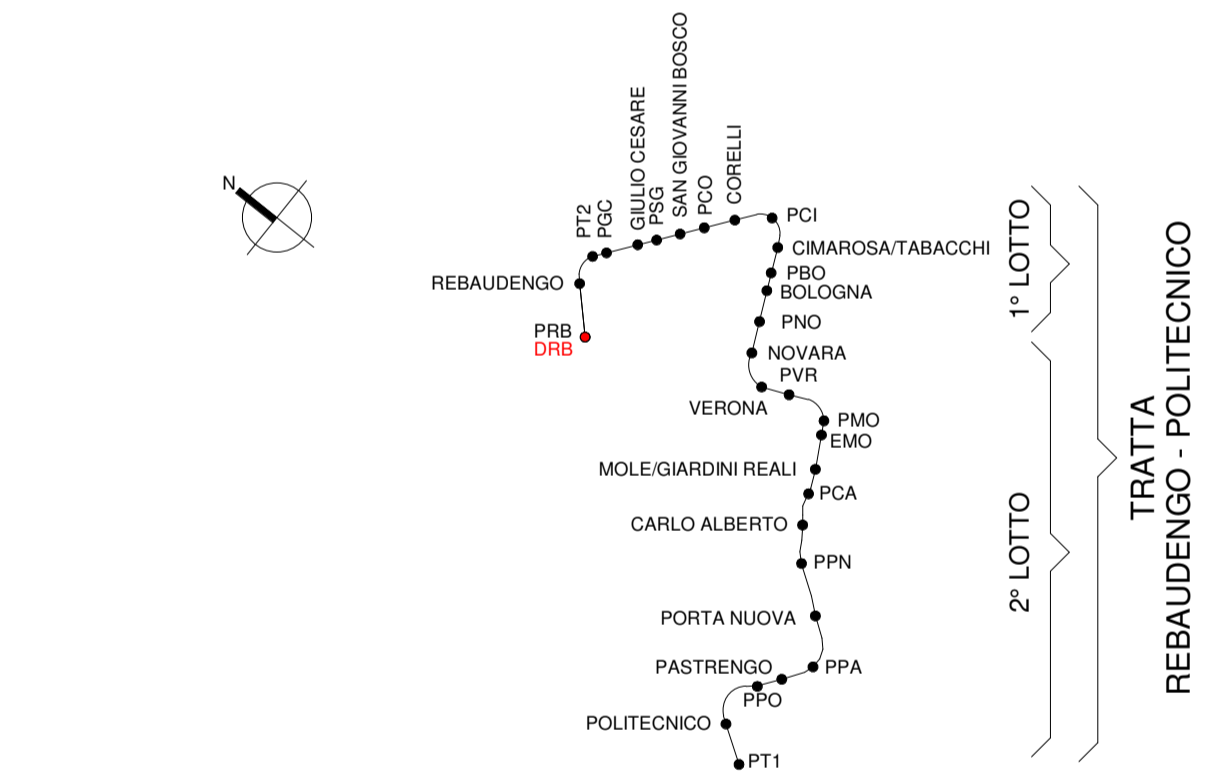 N
REBAUDENGO
PRB
DRB
PT2
PGC
GIULIO CESARE
PSG
SAN GIOVANNI BOSCO
PCO
CORELLI
PCI
CIMAROSA/TABACCHI
PBO
BOLOGNA
PNO
NOVARA
PVR
VERONA
PMO
EMO
MOLE/GIARDINI REALI
PCA
CARLO ALBERTO
PPN
PORTA NUOVA
PASTRENGO
PPA
PPO
POLITECNICO
PT1
1° LOTTO
2° LOTTO
TRATTA
REBAUDENGO - POLITECNICO